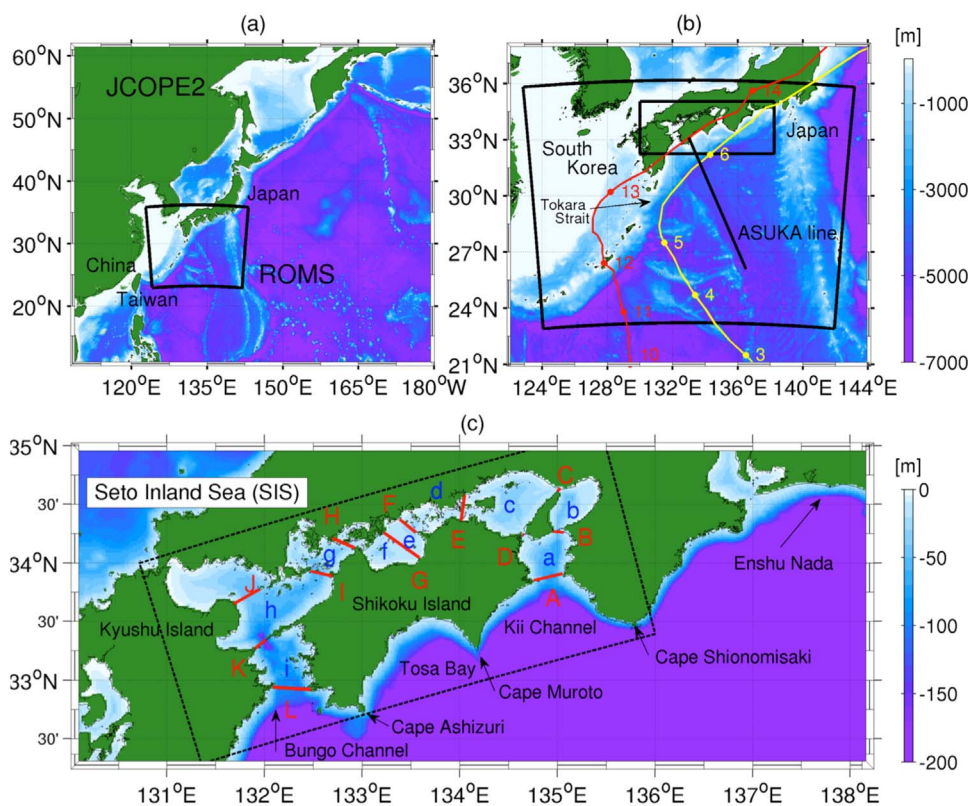 (a)
(b)
[m]
60°N
50°N
40°N
30°N
20°N
JCOPE2
Japan
China
Taiwan
ROMS
120°E
135°E
150°E
165°E
180°W
36°N
33°N
30°N
27°N
24°N
21°N
14
Japan
South
Korea
6
13
Tokara
Strait
ASUKA line
5
12
4
11
10
3
124°E
128°E
132°E
136°E
140°E
144°E
-1000
-3000
-5000
-7000
(c)
[m]
35°N
30'
34°N
30'
33°N
30'
Seto Inland Sea (SIS)
C
d
F
c
b
H
E
e
B
g
f
D
a
Enshu Nada
I
G
J
A
h
Shikoku Island
Kyushu Island
Kii Channel
K
Cape Shionomisaki
i
Tosa Bay
Cape Muroto
L
Cape Ashizuri
Bungo Channel
131°E
132°E
133°E
134°E
135°E
136°E
137°E
138°E
0
-50
-100
-150
-200